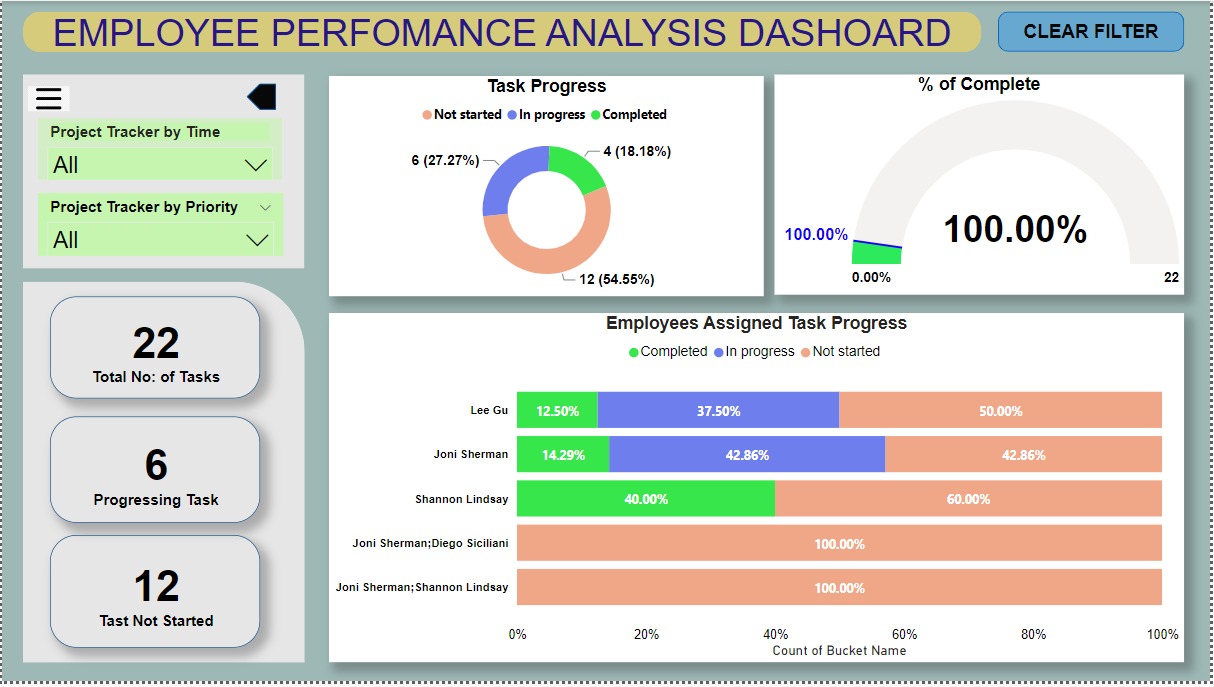 EMPLOYEE PERFOMANCE ANALYSIS DASHOARD
CLEAR FILTER
Project Tracker by Time
All
Project Tracker by Priority
All
22
Total No: of Tasks
6
Progressing Task
12
Tast Not Started
Task Progress
Not started In progress Completed
6 (27.27%)
4 (18.18%)
12 (54.55%)
% of Complete
100.00%
100.00%
0.00%
22
Employees Assigned Task Progress
Completed In progress Not started
Lee Gu 12.50% 37.50% 50.00%
Joni Sherman 14.29% 42.86% 42.86%
Shannon Lindsay 40.00% 60.00%
Joni Sherman;Diego Siciliani 100.00%
Joni Sherman;Shannon Lindsay 100.00%
0% 20% 40% 60% 80% 100%
Count of Bucket Name